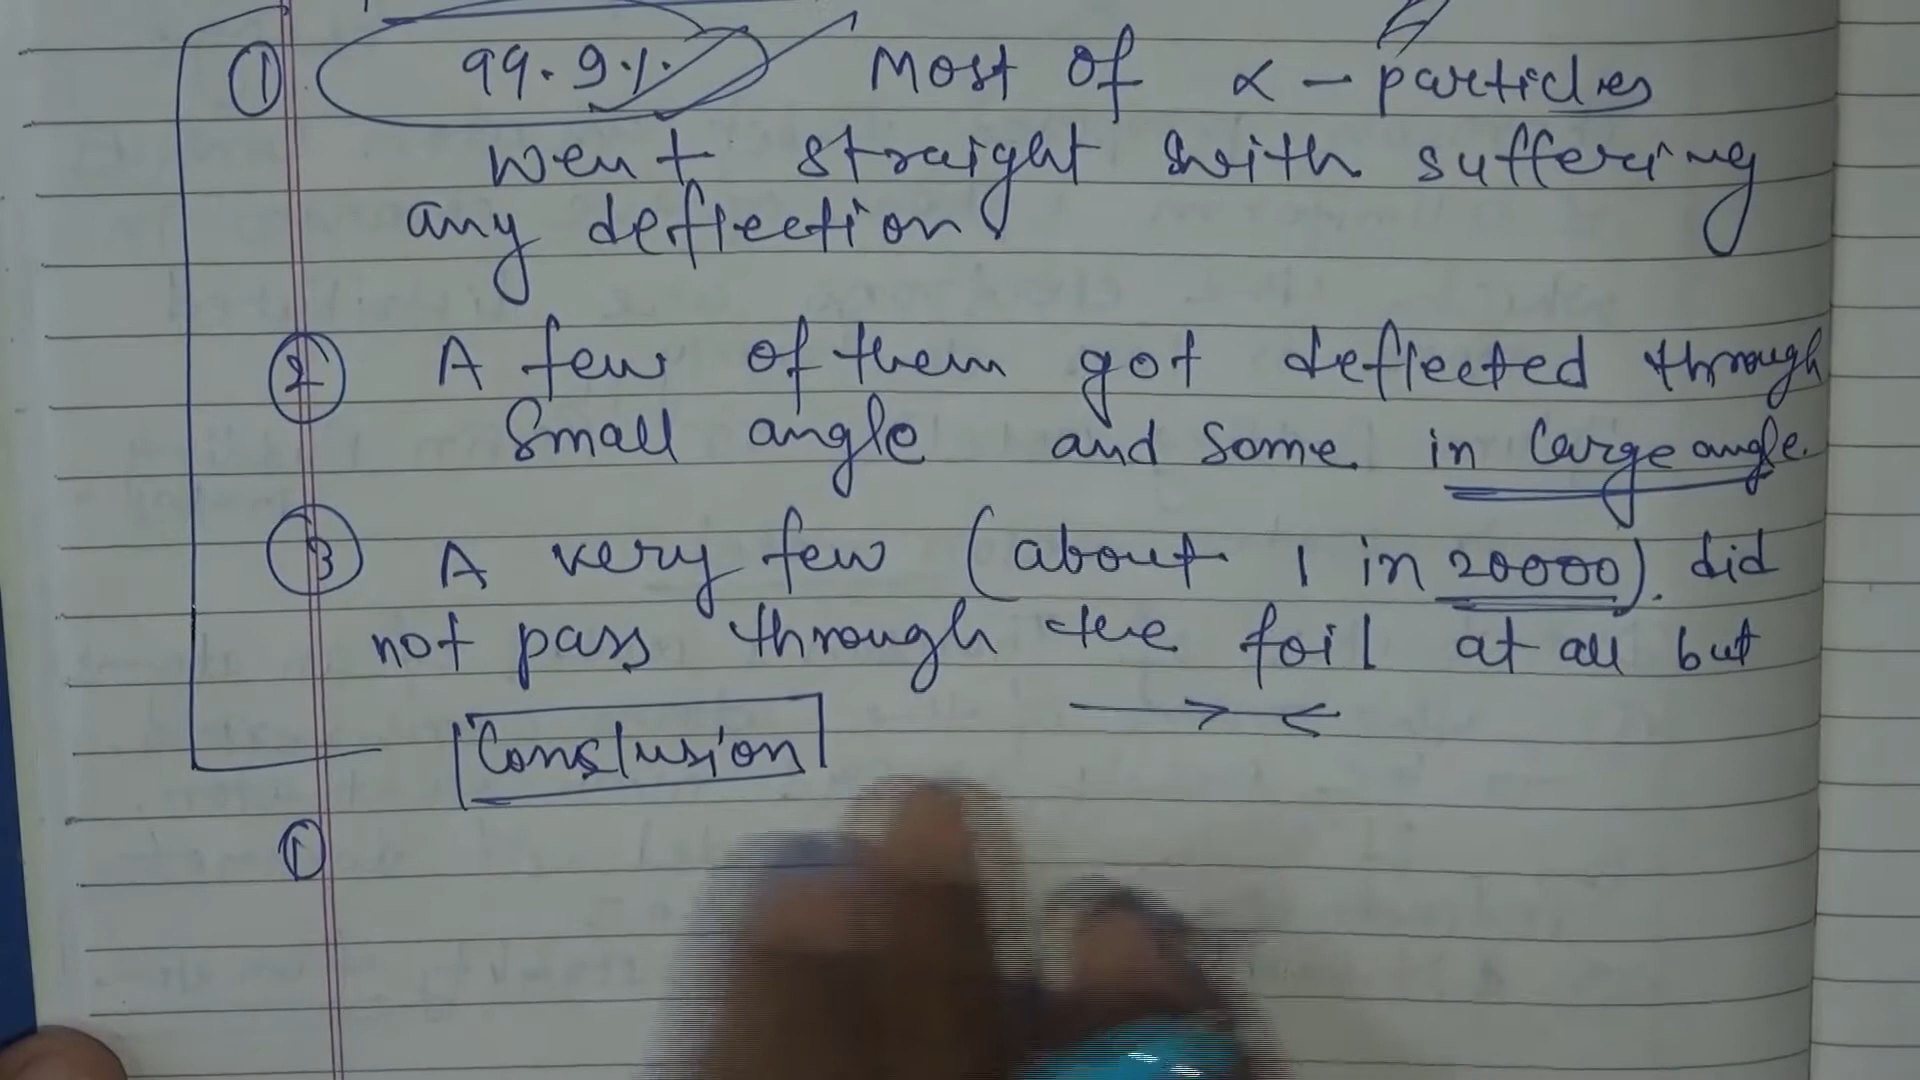 ① 99.9% Most of α - particles
went straight with suffering
any deflection
② A few of them got deflected through
small angle and some in large angle.
③ A very few (about 1 in 20000). did
not pass through the foil at all but
Conslusion
①